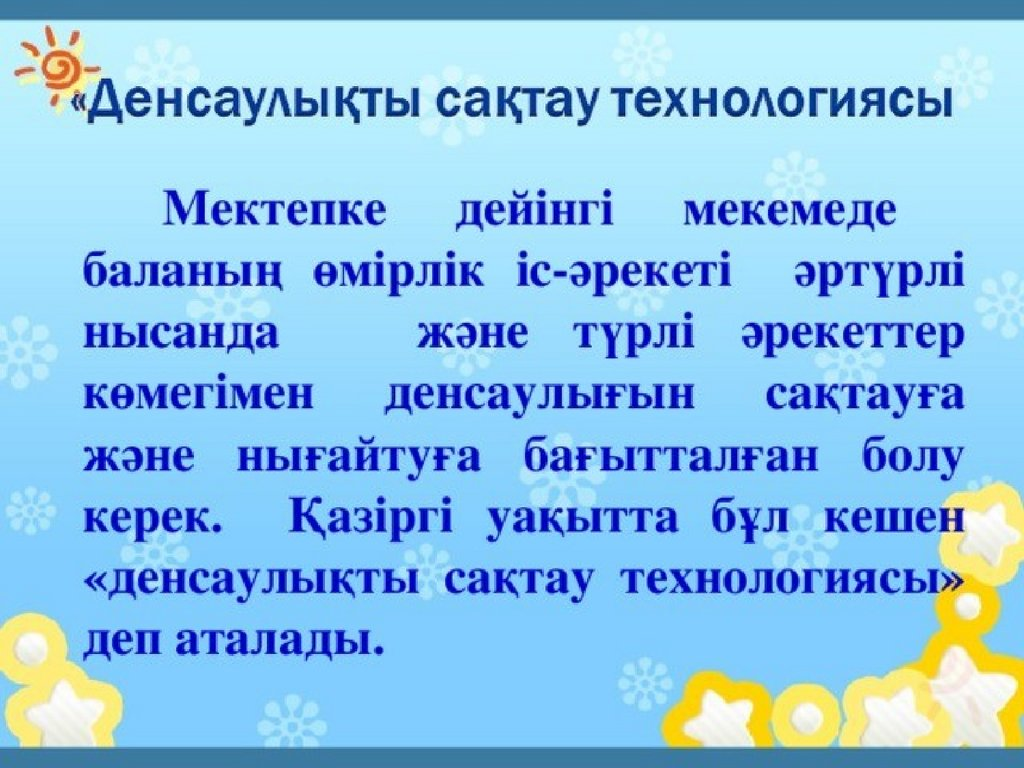 «Денсаулықты сақтау технологиясы
Мектепке дейінгі мекемеде
баланың өмірлік іс-әрекеті әртүрлі
нысанда және түрлі әрекеттер
көмегімен денсаулығын сақтауға
және нығайтуға бағытталған болу
керек. Қазіргі уақытта бұл кешен
«денсаулықты сақтау технологиясы»
деп аталады.